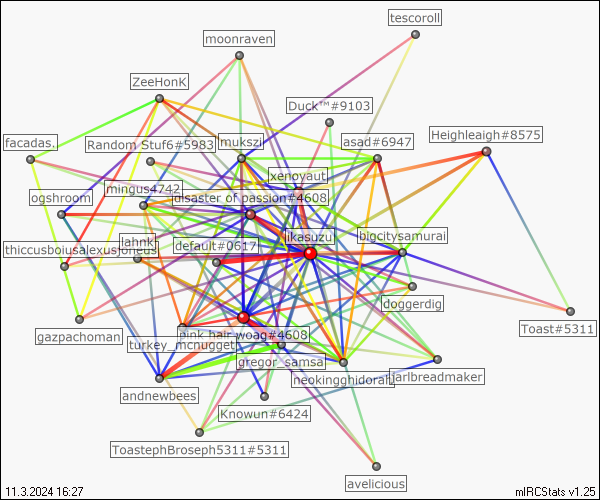 tescoroll
moonraven
ZeeHonK
Duck™#9103
facadas.
Random Stuf6#5983
mukszi
asad#6947
Heighleaigh#8575
xenoyaut
mingus4742
ogshroom
disaster of passion#4608
ikasuzu
lahnk
default#0617
bigcitysamurai
thiccusboiusalexusjoneus
doggerdig
gazpachoman
Toast#5311
pink hair woag#4608
turkey_mcnugget
gregor_samsa
neokingghidorah
Jarlbreadmaker
andnewbees
Knowun#6424
ToastephBroseph5311#5311
avelicious
11.3.2024 16:27
mIRCStats v1.25